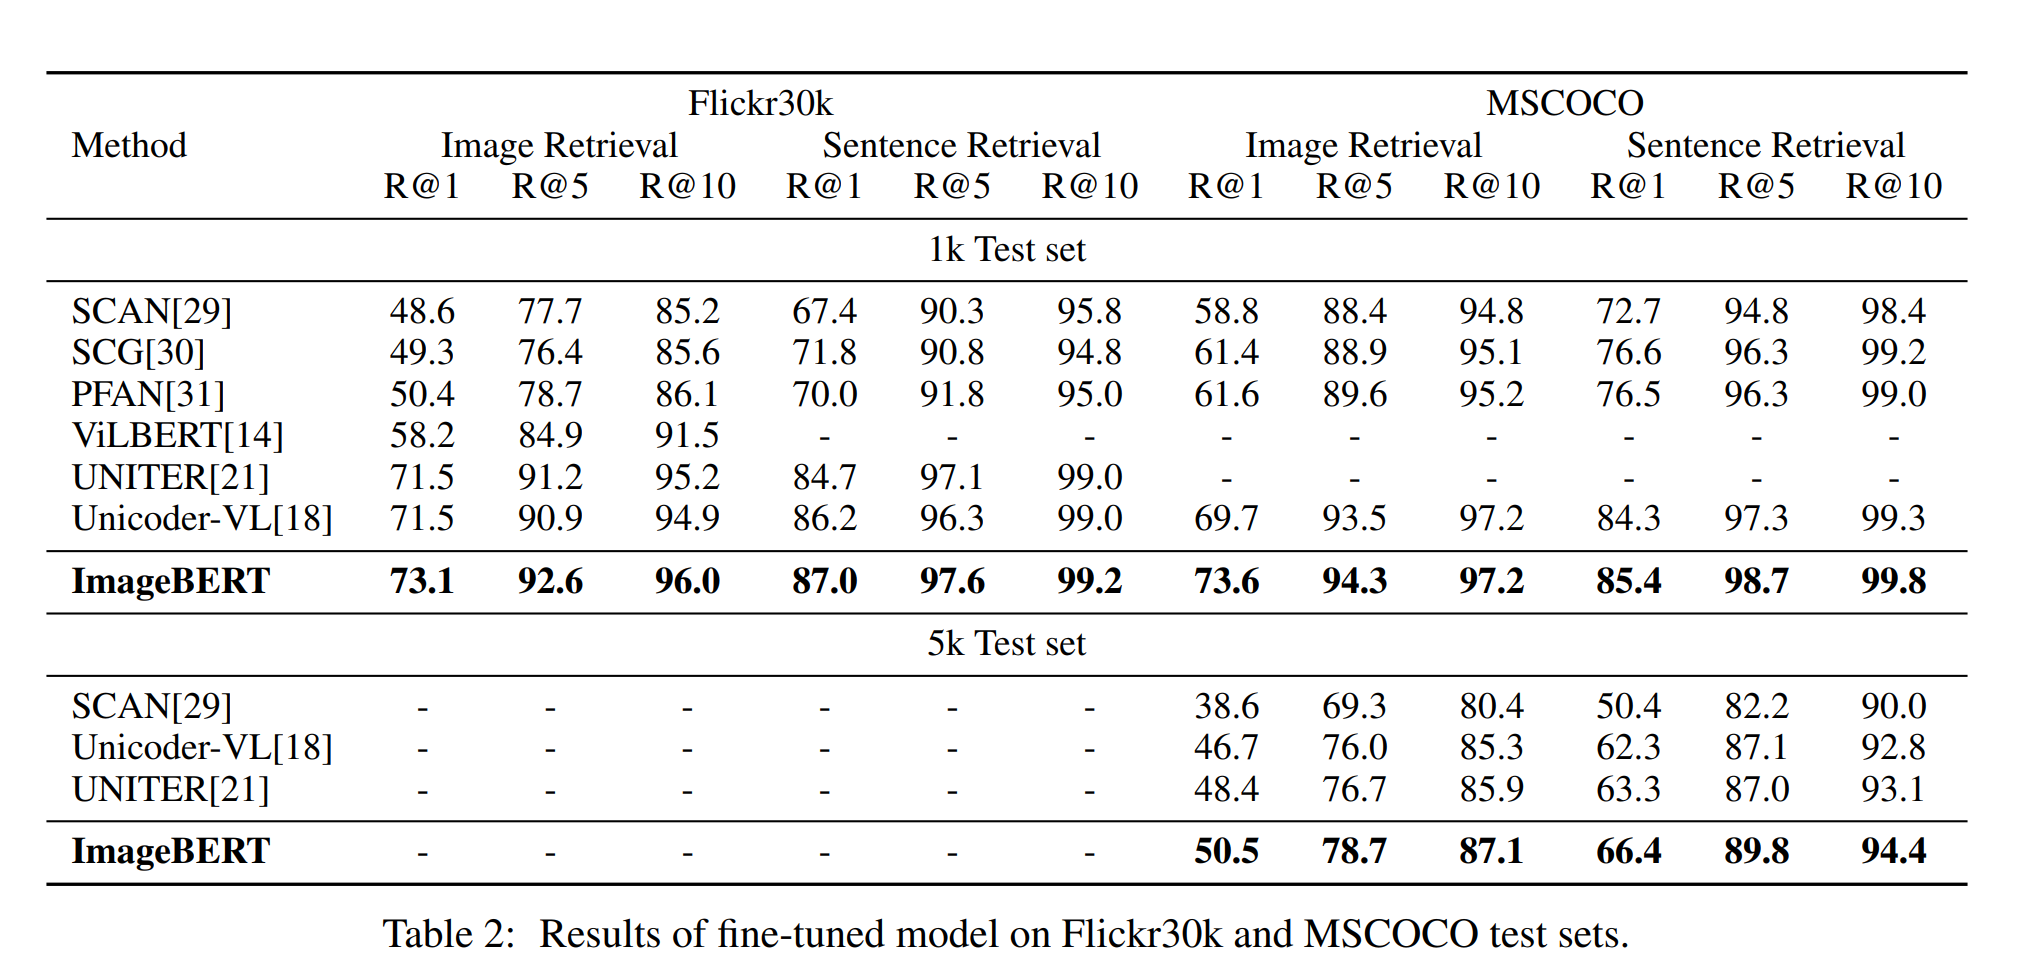 Flickr30k MSCOCO
Method Image Retrieval Sentence Retrieval Image Retrieval Sentence Retrieval
R@1 R@5 R@10 R@1 R@5 R@10 R@1 R@5 R@10 R@1 R@5 R@10
1k Test set
SCAN[29] 48.6 77.7 85.2 67.4 90.3 95.8 58.8 88.4 94.8 72.7 94.8 98.4
SCG[30] 49.3 76.4 85.6 71.8 90.8 94.8 61.4 88.9 95.1 76.6 96.3 99.2
PFAN[31] 50.4 78.7 86.1 70.0 91.8 95.0 61.6 89.6 95.2 76.5 96.3 99.0
ViLBERT[14] 58.2 84.9 91.5 - - - - - - - - -
UNITER[21] 71.5 91.2 95.2 84.7 97.1 99.0 - - - - - -
Unicoder-VL[18] 71.5 90.9 94.9 86.2 96.3 99.0 69.7 93.5 97.2 84.3 97.3 99.3
ImageBERT 73.1 92.6 96.0 87.0 97.6 99.2 73.6 94.3 97.2 85.4 98.7 99.8
5k Test set
SCAN[29] - - - - - - 38.6 69.3 80.4 50.4 82.2 90.0
Unicoder-VL[18] - - - - - - 46.7 76.0 85.3 62.3 87.1 92.8
UNITER[21] - - - - - - 48.4 76.7 85.9 63.3 87.0 93.1
ImageBERT - - - - - - 50.5 78.7 87.1 66.4 89.8 94.4
Table 2: Results of fine-tuned model on Flickr30k and MSCOCO test sets.